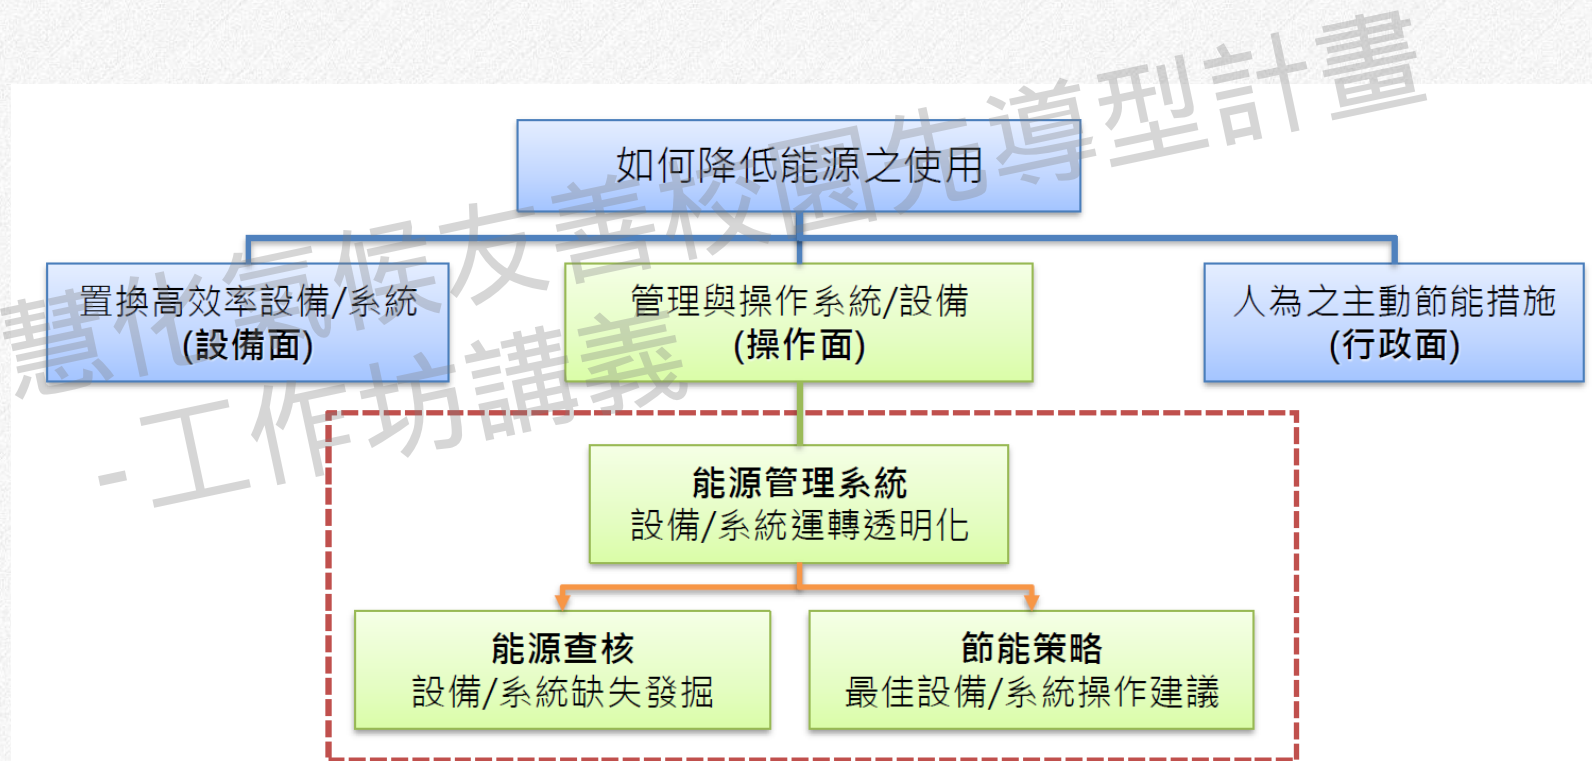 如何降低能源之使用
置換高效率設備/系統
(設備面)
管理與操作系統/設備
(操作面)
人為之主動節能措施
(行政面)
能源管理系統
設備/系統運轉透明化
能源查核
設備/系統缺失發掘
節能策略
最佳設備/系統操作建議
慧化氣候友善校園先導型計畫
-工作坊講義